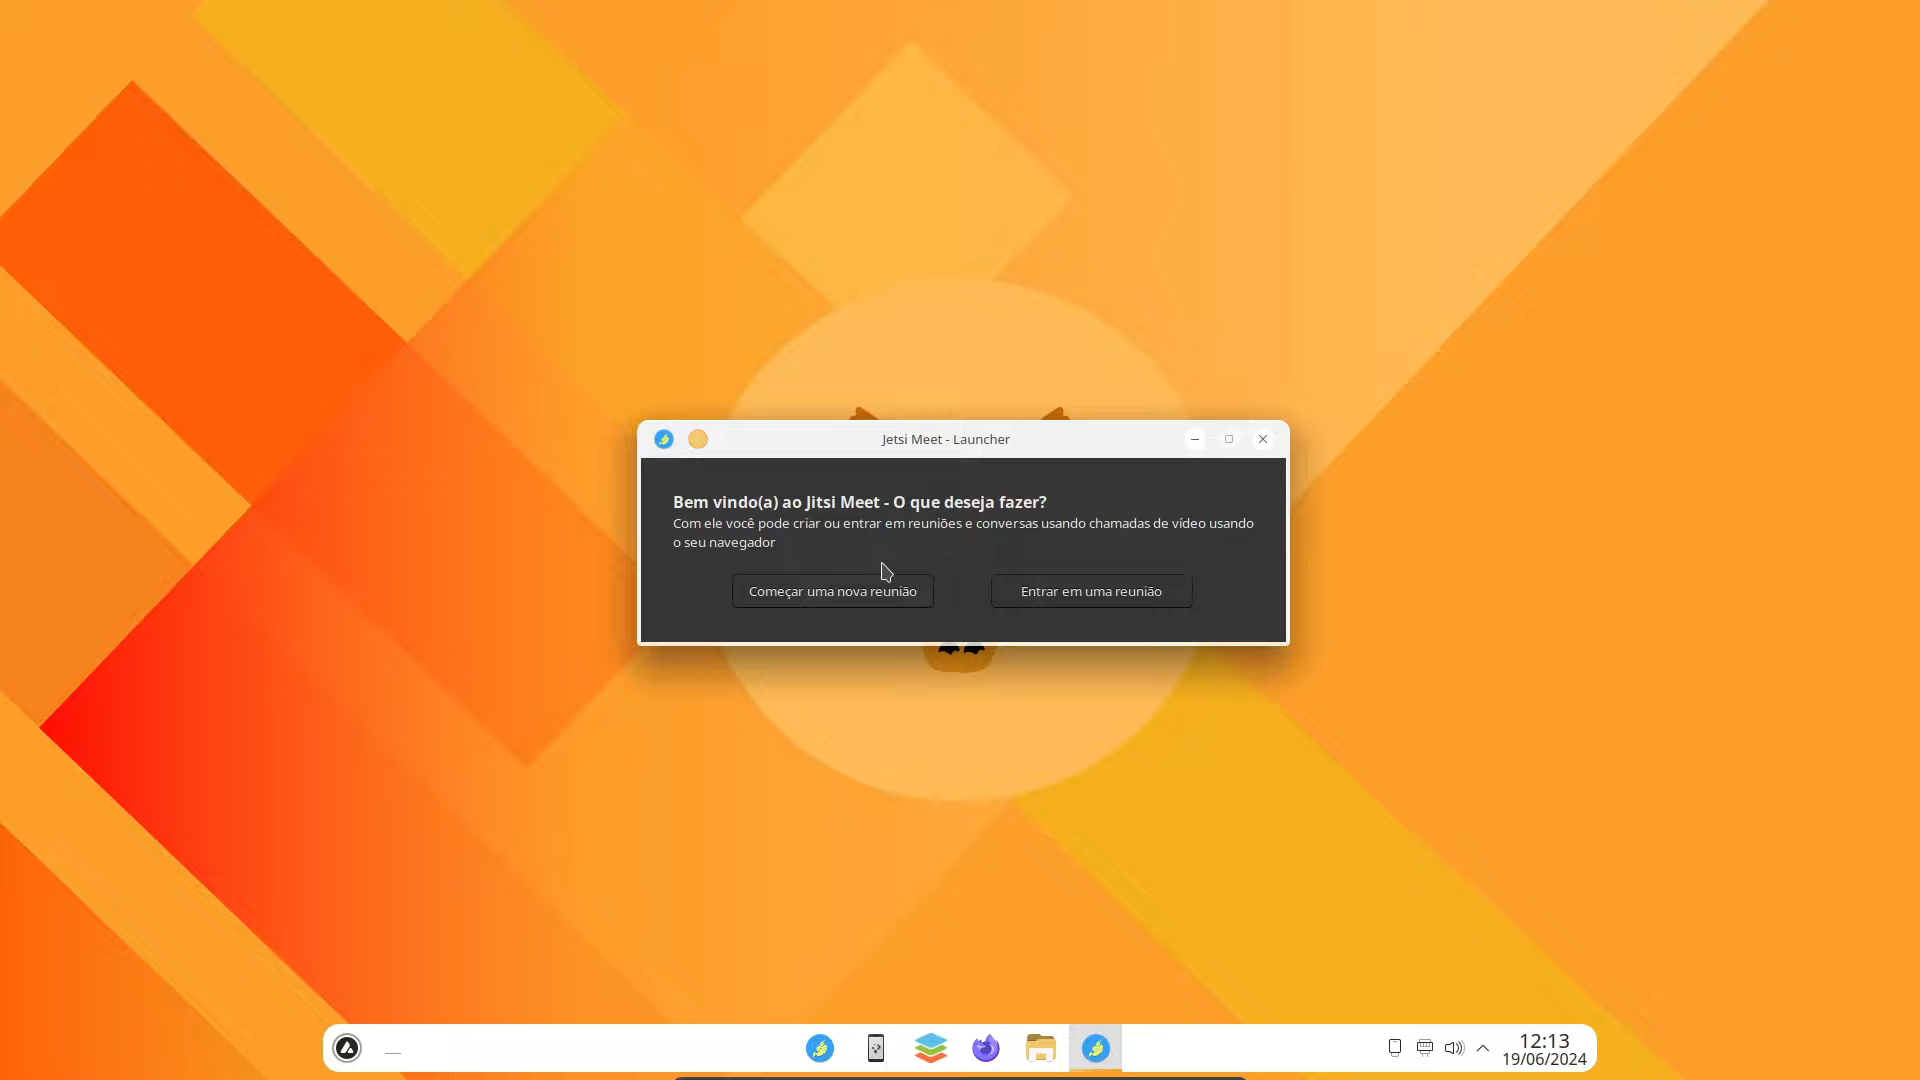 Jetsi Meet - Launcher
Bem vindo(a) ao Jitsi Meet - O que deseja fazer?
Com ele você pode criar ou entrar em reuniões e conversas usando chamadas de vídeo usando
o seu navegador
Começar uma nova reunião
Entrar em uma reunião
12:13
19/06/2024